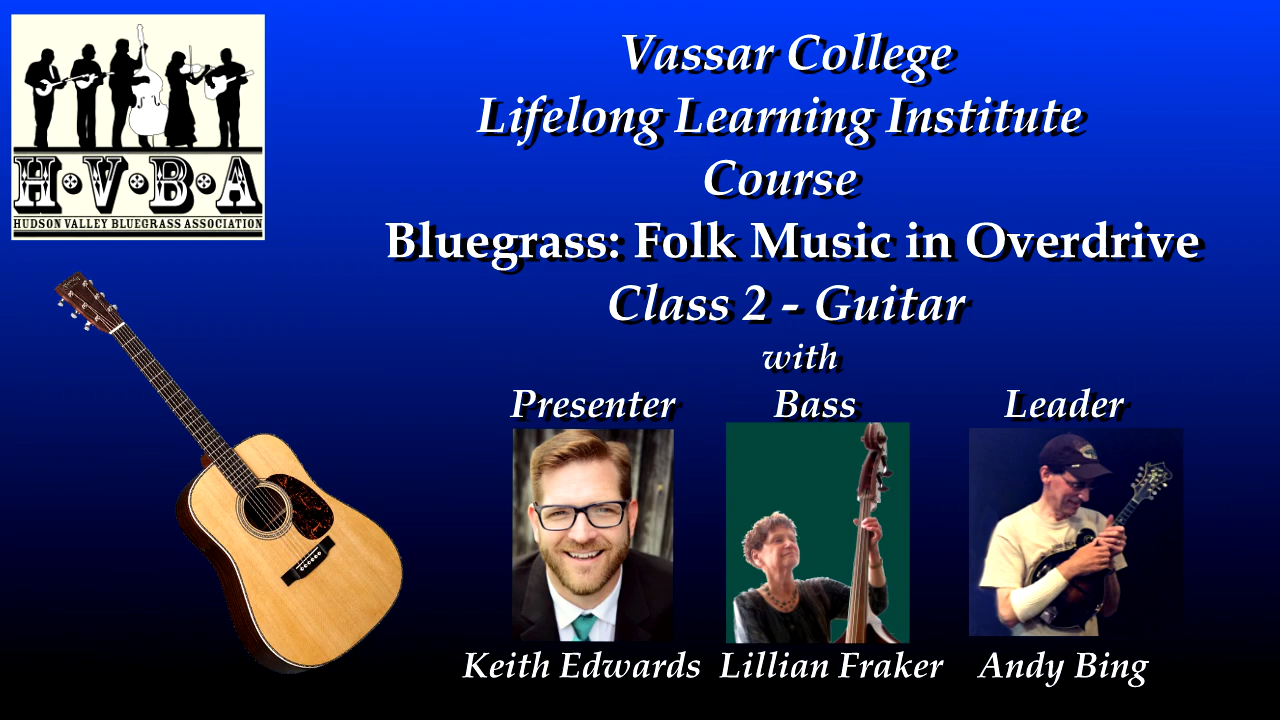 H·V·B·A
HUDSON VALLEY BLUEGRASS ASSOCIATION
Vassar College
Lifelong Learning Institute
Course
Bluegrass: Folk Music in Overdrive
Class 2 - Guitar
with
Presenter Bass Leader
Keith Edwards Lillian Fraker Andy Bing